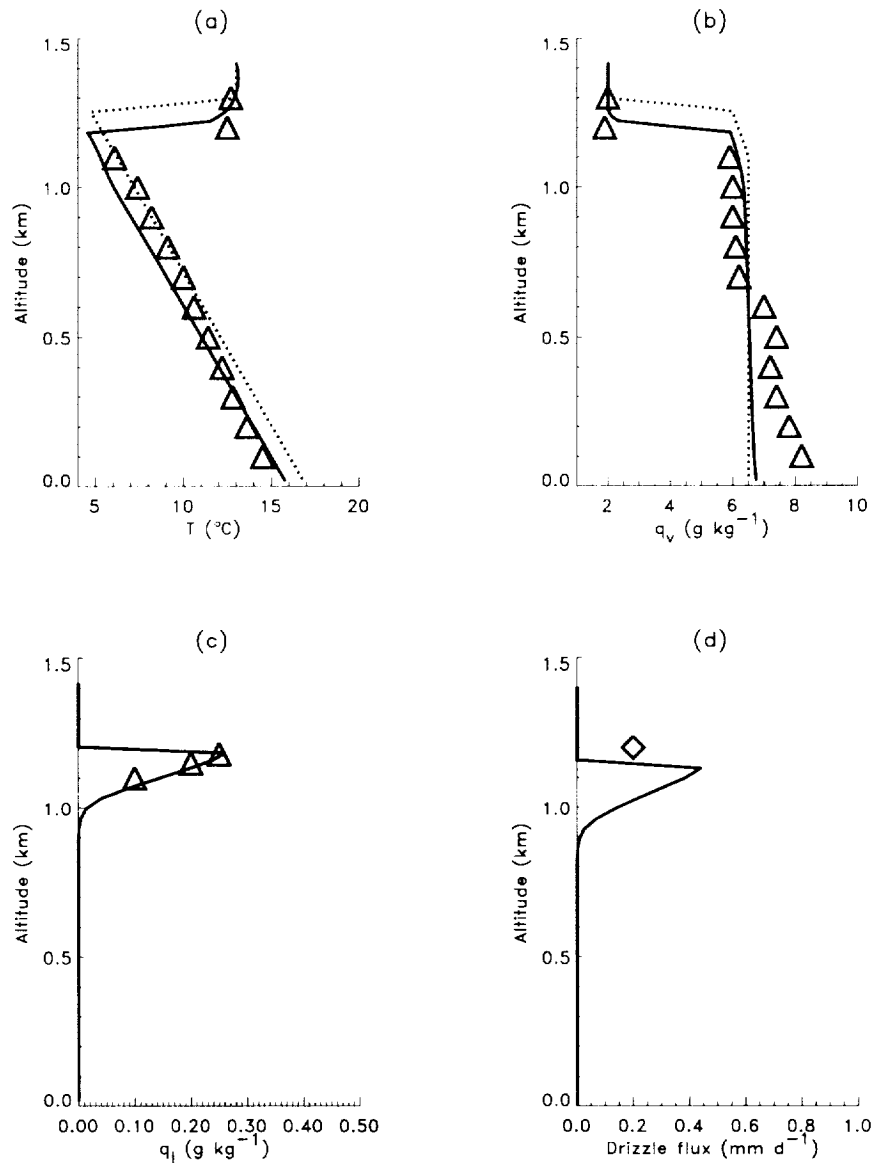 (a)
1.5
1.0
0.5
0.0
Altitude (km)
5 10 15 20
T (°C)
(b)
1.5
1.0
0.5
0.0
Altitude (km)
2 4 6 8 10
q_v (g kg⁻¹)
(c)
1.5
1.0
0.5
0.0
Altitude (km)
0.00 0.10 0.20 0.30 0.40 0.50
q_l (g kg⁻¹)
(d)
1.5
1.0
0.5
0.0
Altitude (km)
0.0 0.2 0.4 0.6 0.8 1.0
Drizzle flux (mm d⁻¹)